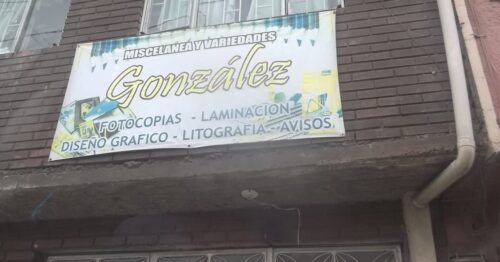 MISCELANEA Y VARIEDADES
González
FOTOCOPIAS - LAMINACION
DISEÑO GRAFICO - LITOGRAFIA - AVISOS